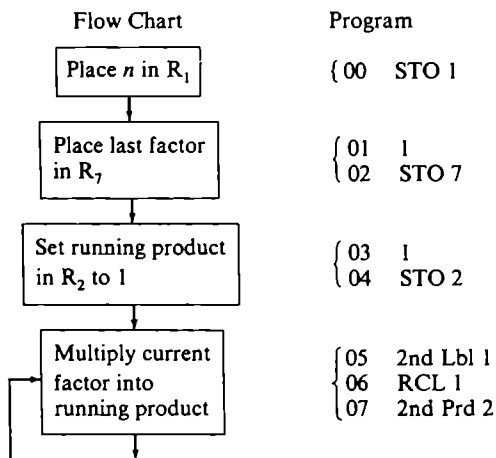 Flow Chart Program
Place n in R₁ { 00 STO 1
Place last factor { 01 1
in R₇ 02 STO 7
Set running product { 03 1
in R₂ to 1 04 STO 2
Multiply current { 05 2nd Lbl 1
factor into 06 RCL 1
running product 07 2nd Prd 2